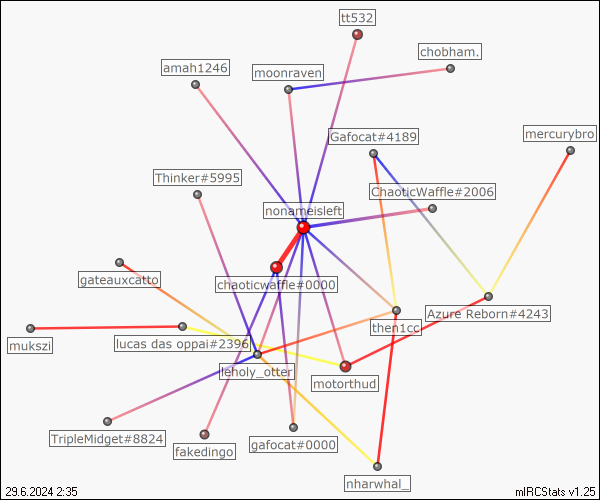 tt532
chobham.
amah1246
moonraven
Gafocat#4189
mercurybro
Thinker#5995
ChaoticWaffle#2006
nonameisleft
gateauxcatto
chaoticwaffle#0000
Azure Reborn#4243
then1cc
mukszi
lucas das oppai#2396
leholy_otter
motorthud
TripleMidget#8824
fakedingo
gafocat#0000
nharwhal_
29.6.2024 2:35
mIRCStats v1.25